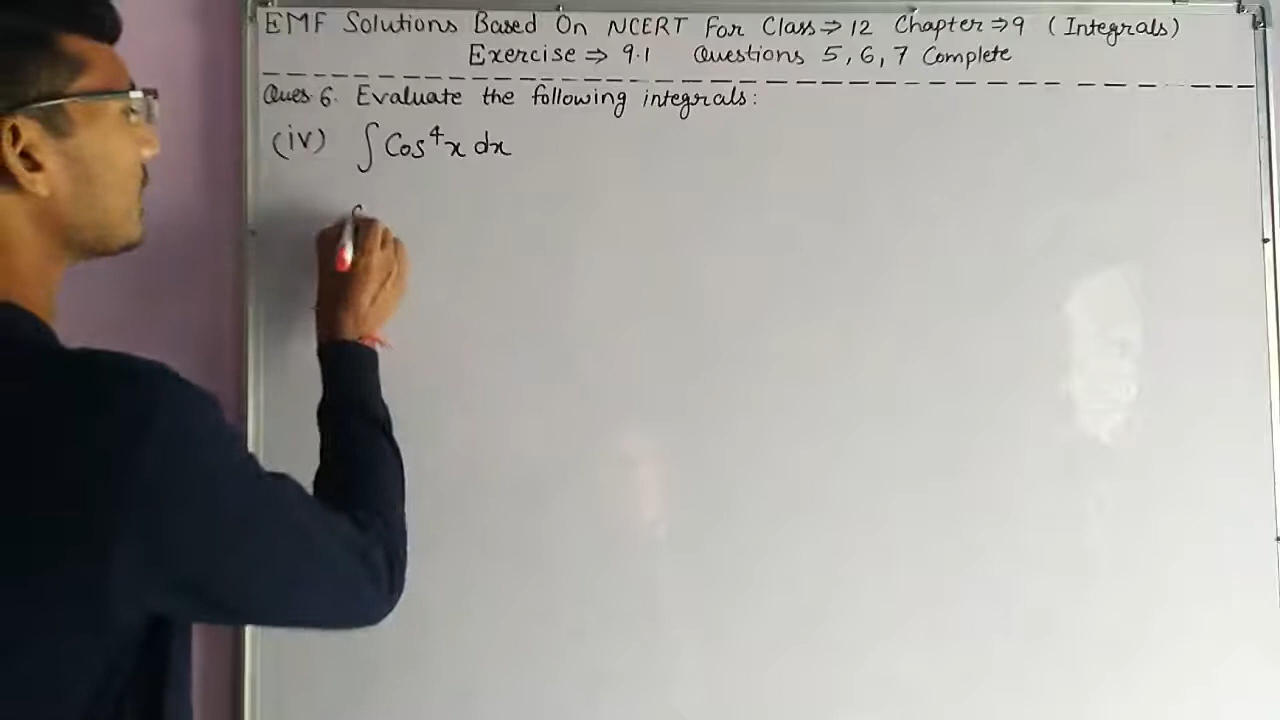 EMF Solutions Based On NCERT For Class⇒12 Chapter⇒9 (Integrals)
Exercise⇒9.1 Questions 5,6,7 Complete
Ques 6. Evaluate the following integrals:
(iv) ∫Cos⁴x dx
∫